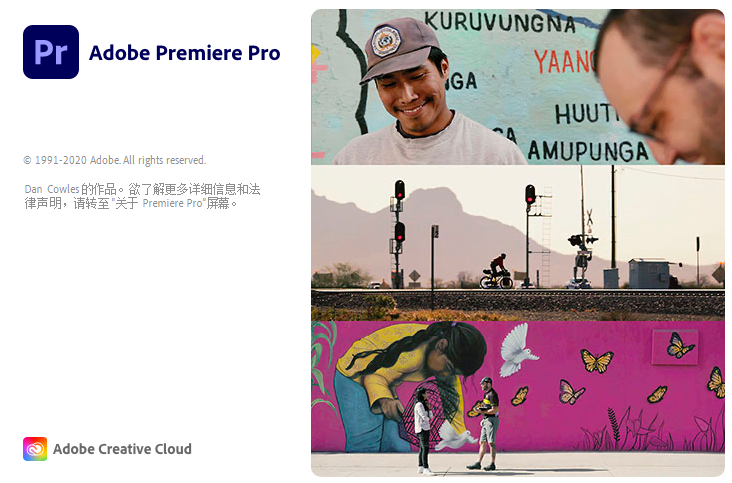 Pr
Adobe Premiere Pro
© 1991-2020 Adobe. All rights reserved.
Dan Cowles 的作品。欲了解更多详细信息和法
律声明，请转至 "关于 Premiere Pro"屏幕。
Adobe Creative Cloud
KURUVUNGNA
YAANG
NGA
HUUT
CA AMUPUNGA